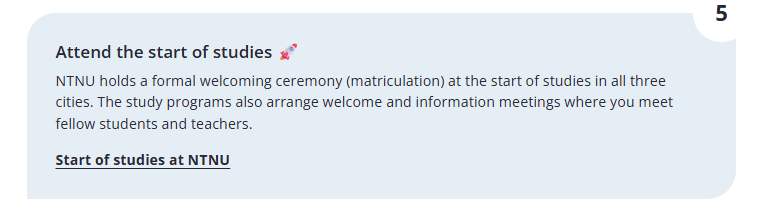 5
Attend the start of studies 🚀
NTNU holds a formal welcoming ceremony (matriculation) at the start of studies in all three
cities. The study programs also arrange welcome and information meetings where you meet
fellow students and teachers.
Start of studies at NTNU